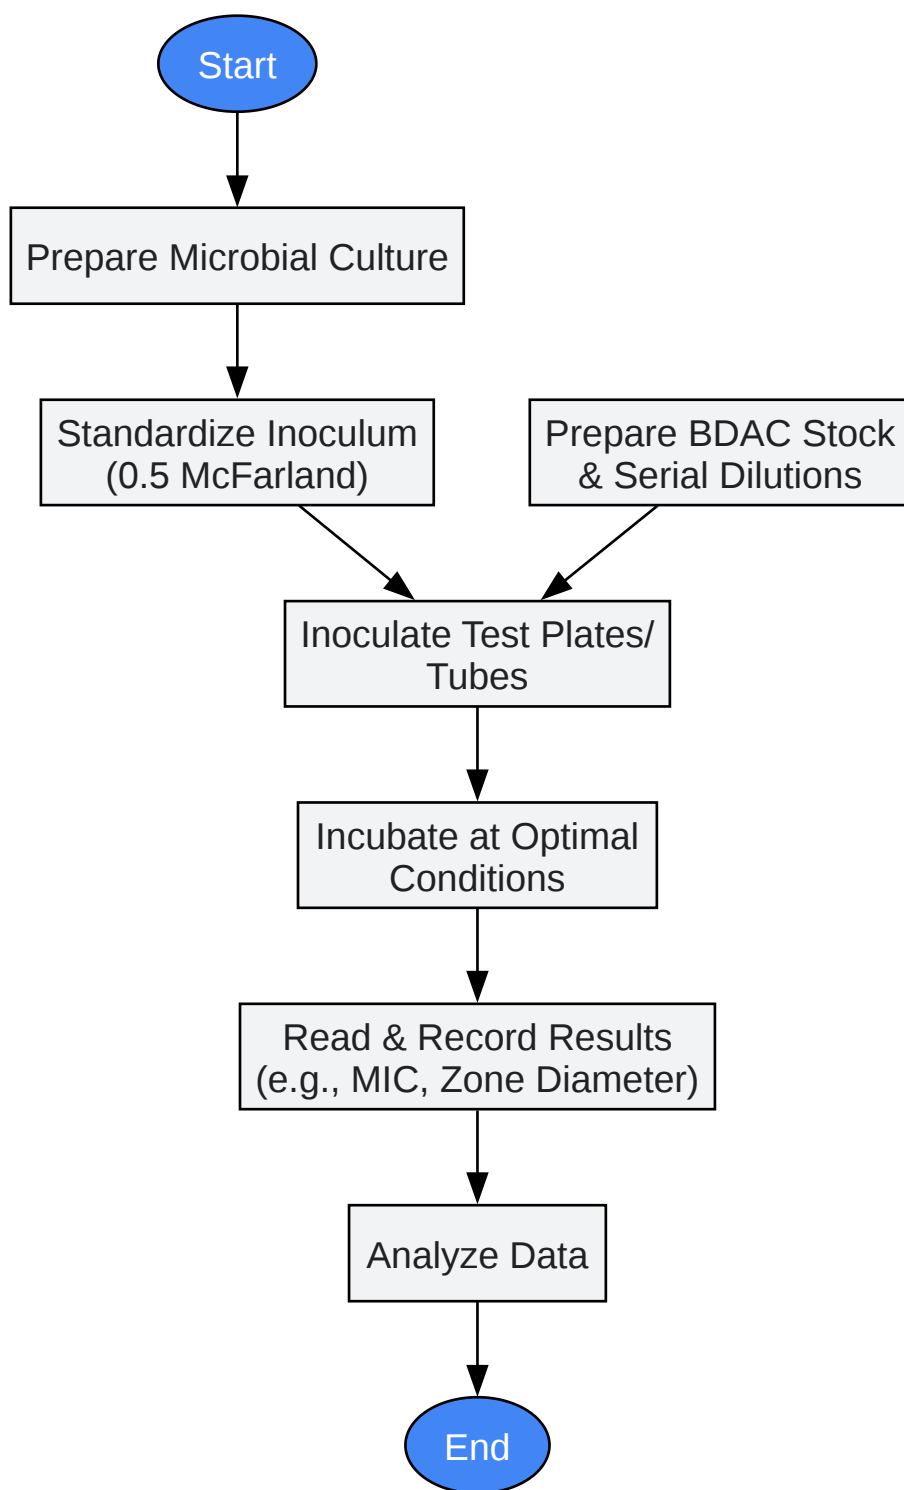 Start
Prepare Microbial Culture
Standardize Inoculum
(0.5 McFarland)
Prepare BDAC Stock
& Serial Dilutions
Inoculate Test Plates/
Tubes
Incubate at Optimal
Conditions
Read & Record Results
(e.g., MIC, Zone Diameter)
Analyze Data
End